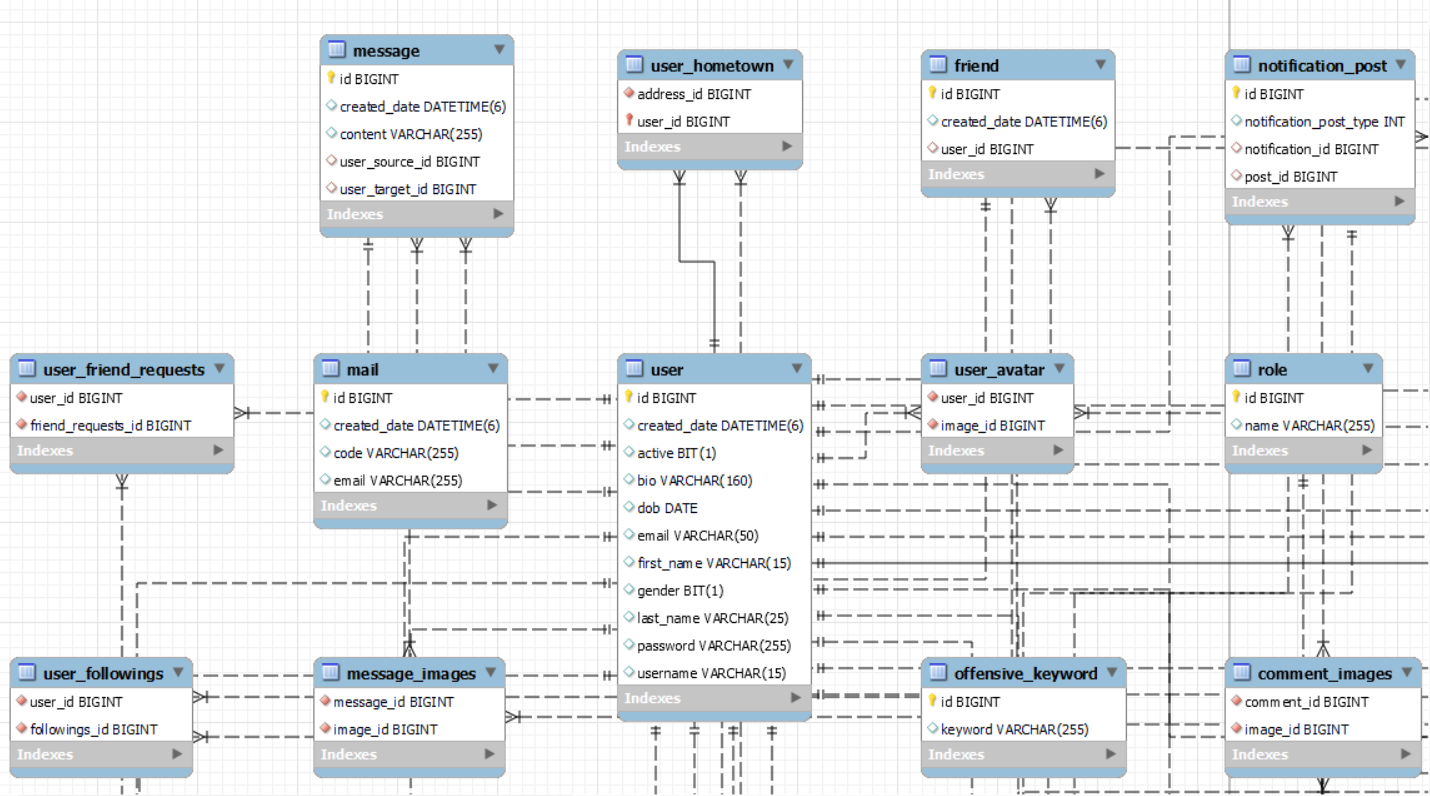 message
id BIGINT
created_date DATETIME(6)
content VARCHAR(255)
user_source_id BIGINT
user_target_id BIGINT
Indexes
user_hometown
address_id BIGINT
user_id BIGINT
Indexes
friend
id BIGINT
created_date DATETIME(6)
user_id BIGINT
Indexes
notification_post
id BIGINT
notification_post_type INT
notification_id BIGINT
post_id BIGINT
Indexes
user_friend_requests
user_id BIGINT
friend_requests_id BIGINT
Indexes
mail
id BIGINT
created_date DATETIME(6)
code VARCHAR(255)
email VARCHAR(255)
Indexes
user
id BIGINT
created_date DATETIME(6)
active BIT(1)
bio VARCHAR(160)
dob DATE
email VARCHAR(50)
first_name VARCHAR(15)
gender BIT(1)
last_name VARCHAR(25)
password VARCHAR(255)
username VARCHAR(15)
Indexes
user_avatar
user_id BIGINT
image_id BIGINT
Indexes
role
id BIGINT
name VARCHAR(255)
Indexes
user_followings
user_id BIGINT
followings_id BIGINT
Indexes
message_images
message_id BIGINT
image_id BIGINT
Indexes
offensive_keyword
id BIGINT
keyword VARCHAR(255)
Indexes
comment_images
comment_id BIGINT
image_id BIGINT
Indexes